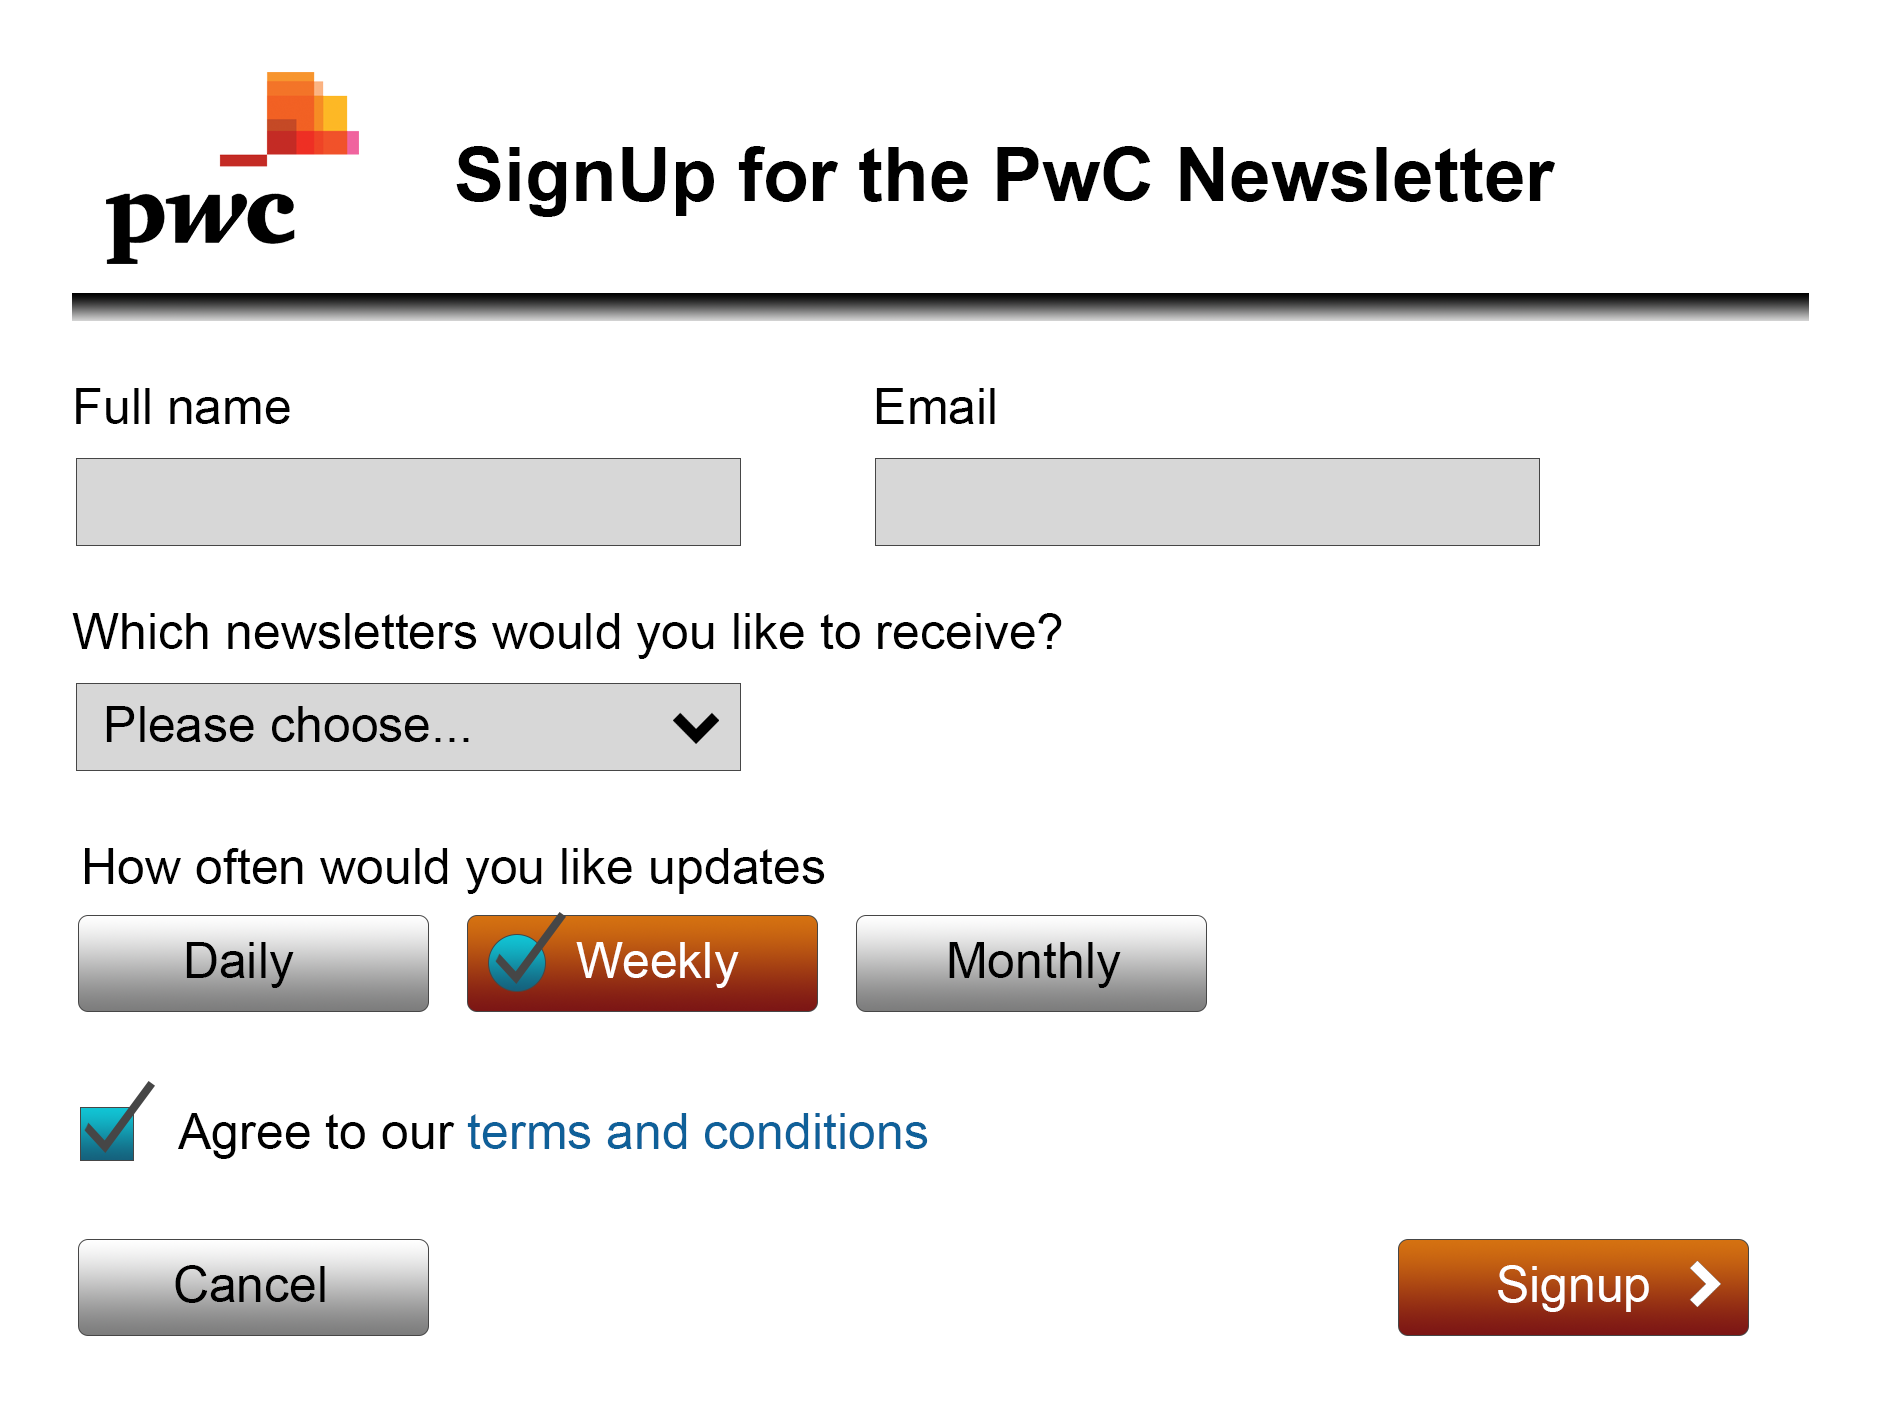 pwc
SignUp for the PwC Newsletter
Full name
Email
Which newsletters would you like to receive?
Please choose...
How often would you like updates
Daily
Weekly
Monthly
Agree to our terms and conditions
Cancel
Signup